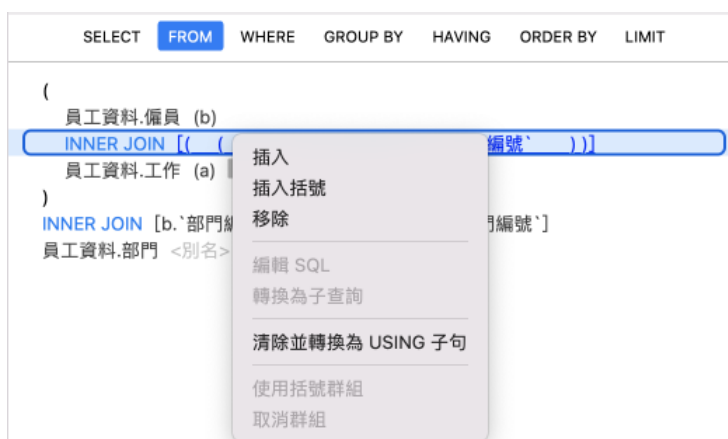 SELECT FROM WHERE GROUP BY HAVING ORDER BY LIMIT
(
員工資料.僱員 (b)
INNER JOIN [( ( 編號` ) )]
員工資料.工作 (a)
)
INNER JOIN [b.`部門 編號`]
員工資料.部門 <別名>
插入
插入括號
移除
編輯 SQL
轉換為子查詢
清除並轉換為 USING 子句
使用括號群組
取消群組